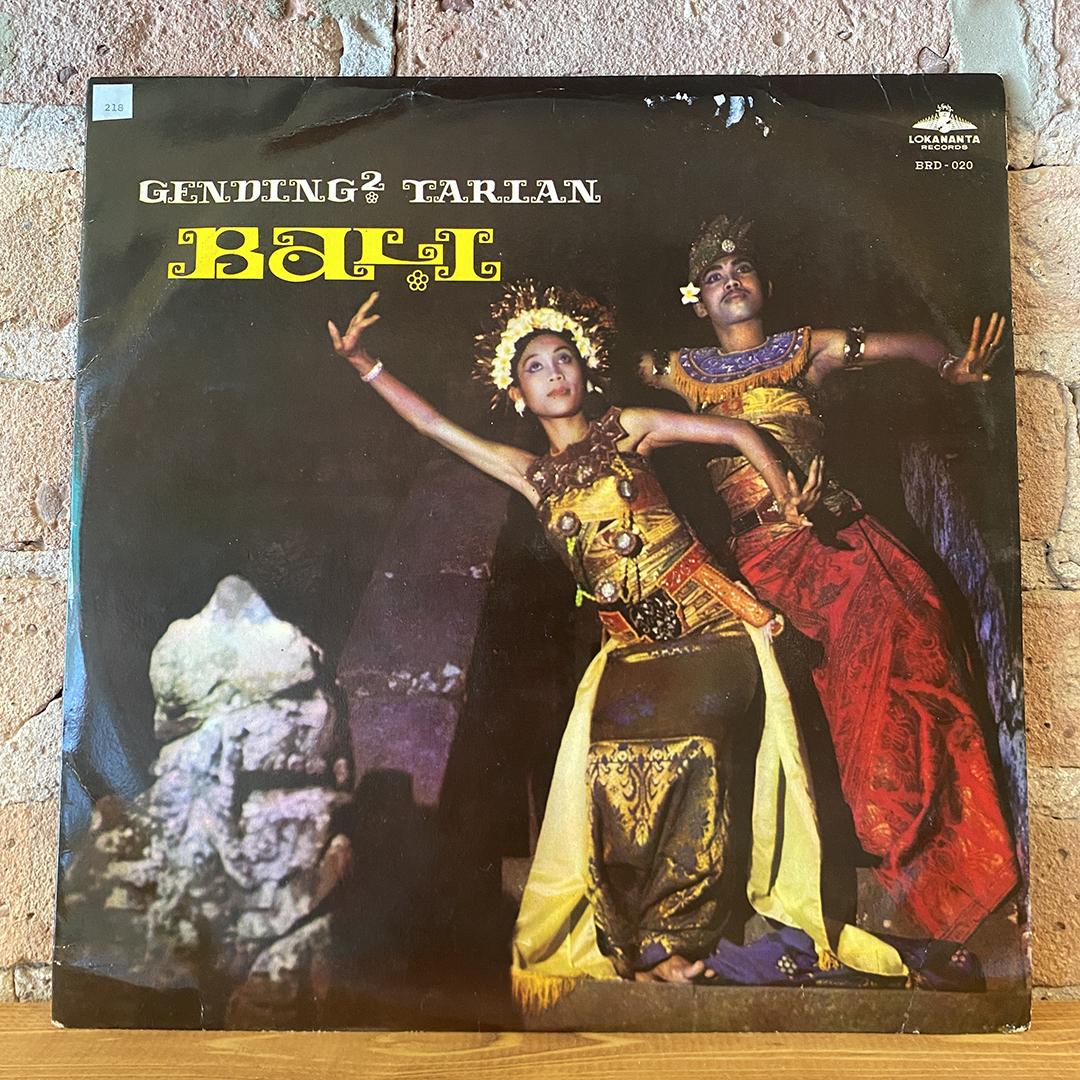 218
LOKANANTA
RECORDS
BRD-020
GENDING² TARIAN
BALI